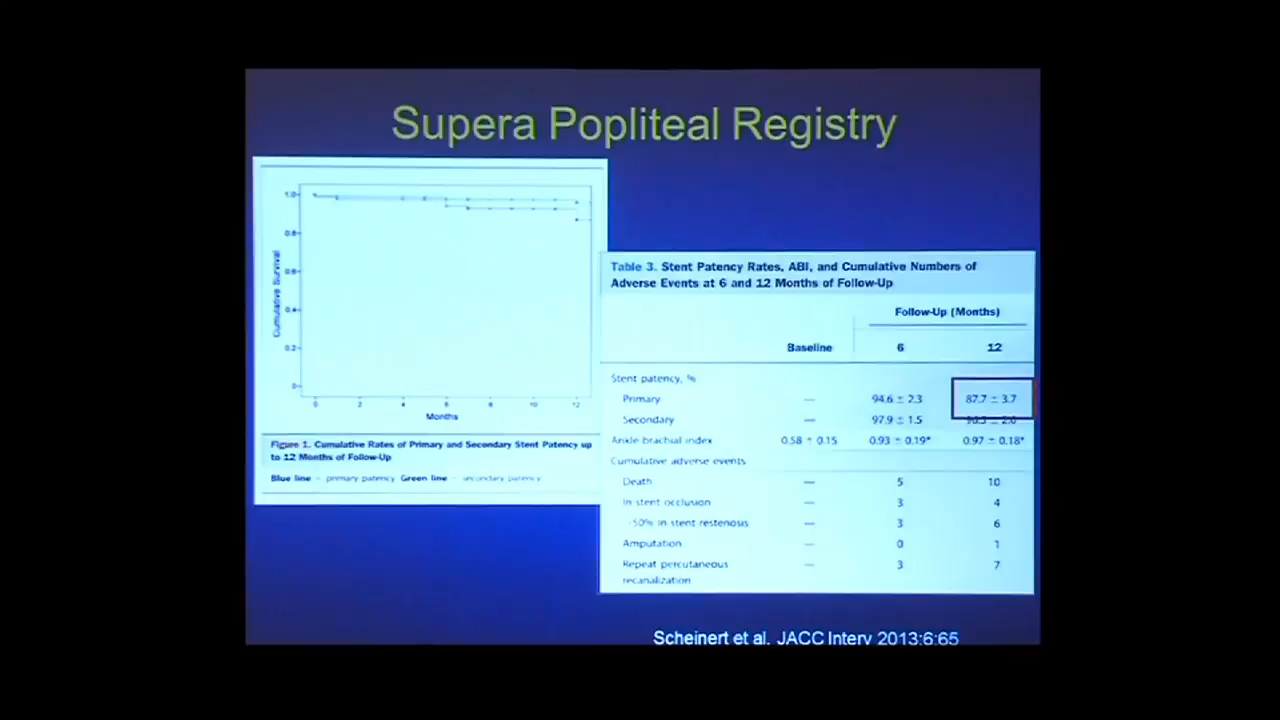 Supera Popliteal Registry
1.0
0.8
0.6
0.4
0.2
0
Cumulative Survival
0 2 4 6 8 10 12
Months
Figure 1. Cumulative Rates of Primary and Secondary Stent Patency up
to 12 Months of Follow-Up
Blue line = primary patency Green line = secondary patency
Table 3. Stent Patency Rates, ABI, and Cumulative Numbers of
Adverse Events at 6 and 12 Months of Follow-Up
Follow-Up (Months)
Baseline 6 12
Stent patency, %
Primary — 94.6 ± 2.3 87.7 ± 3.7
Secondary — 97.9 ± 1.5
Ankle brachial index 0.58 ± 0.15 0.93 ± 0.19* 0.97 ± 0.18*
Cumulative adverse events
Death — 5 10
In stent occlusion — 3 4
50% in stent restenosis — 3 6
Amputation — 0 1
Repeat percutaneous — 3 7
recanalization
Scheinert et al. JACC Interv 2013:6:65